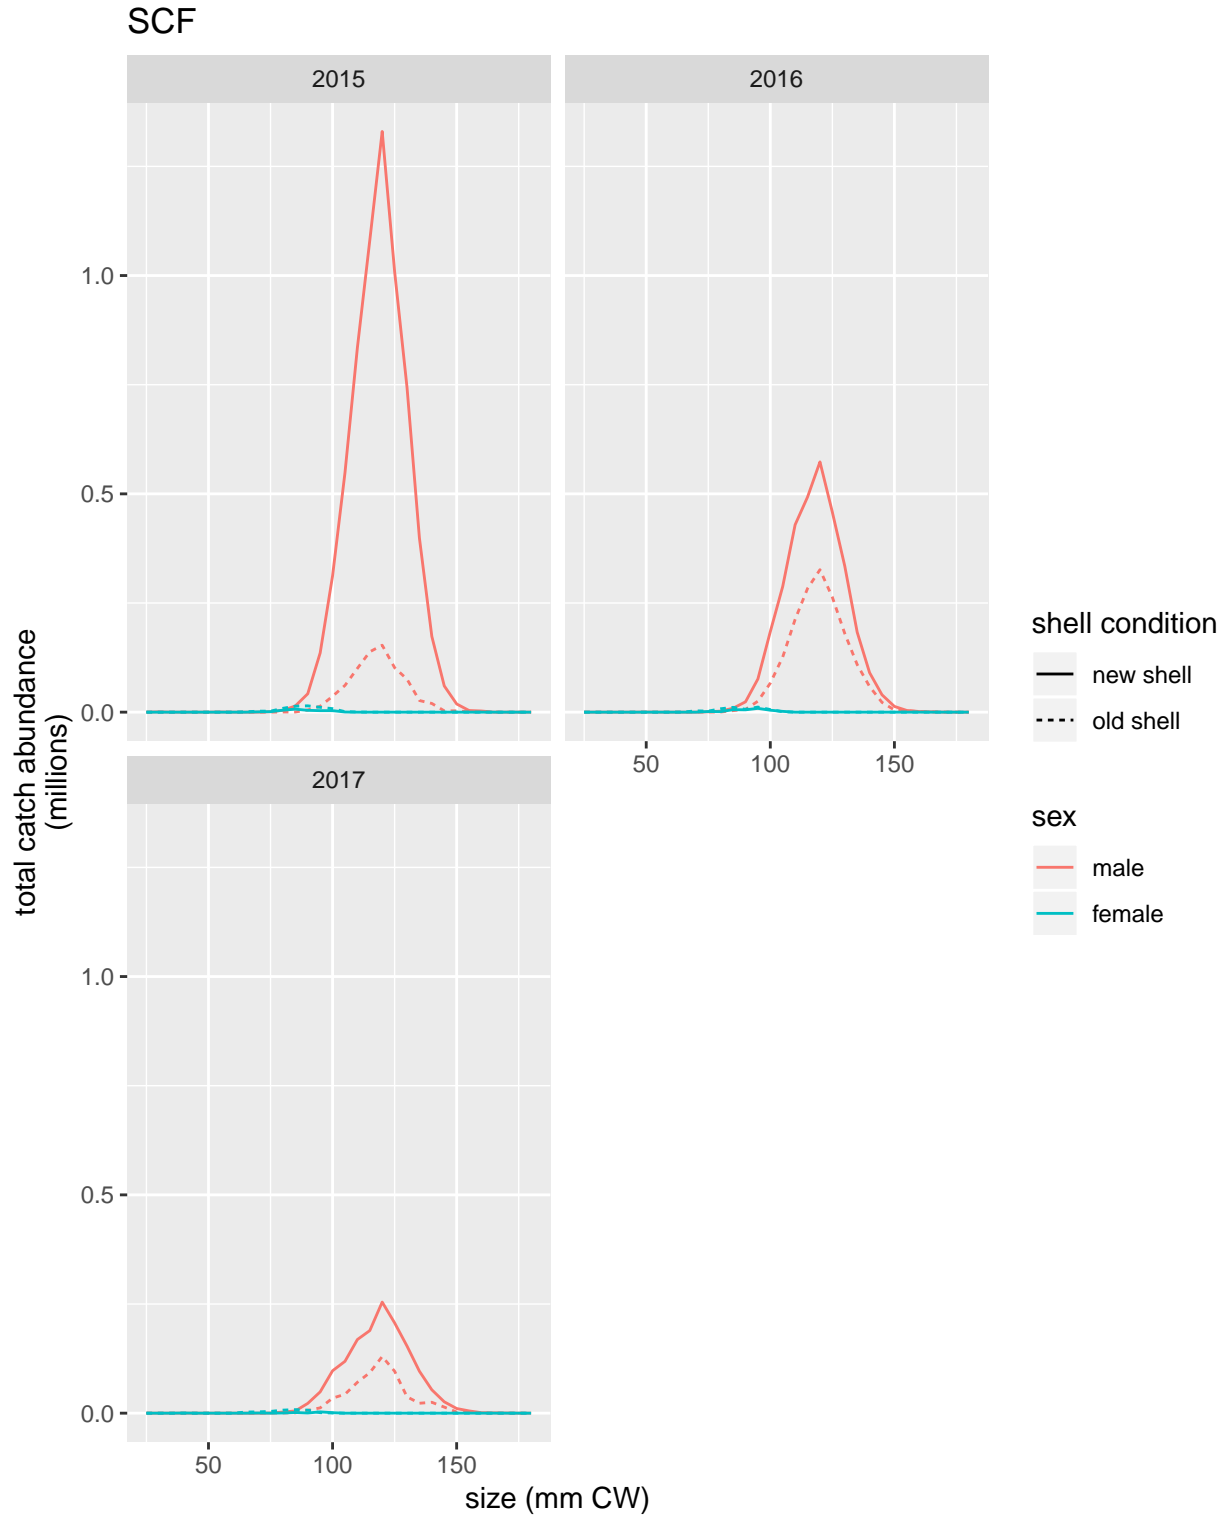 SCF
2015
2016
1.0
0.5
0.0
50
100
150
2017
1.0
0.5
0.0
50
100
150
size (mm CW)
total catch abundance
(millions)
shell condition
new shell
old shell
sex
male
female